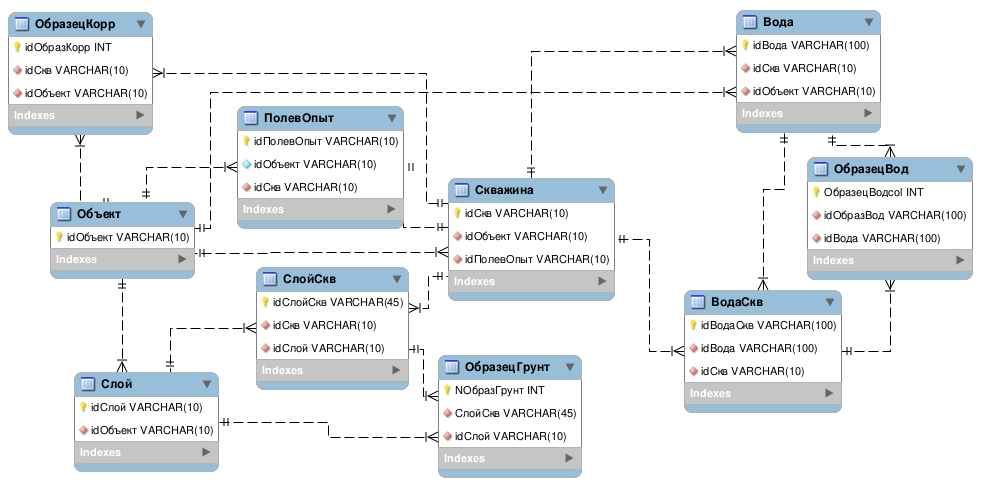 ОбразецКорр
idОбразКорр INT
idСкв VARCHAR(10)
idОбъект VARCHAR(10)
Indexes
ПолевОпыт
idПолевОпыт VARCHAR(10)
idОбъект VARCHAR(10)
idСкв VARCHAR(10)
Indexes
Вода
idВода VARCHAR(100)
idСкв VARCHAR(10)
idОбъект VARCHAR(10)
Indexes
ОбразецВод
ОбразецВодcol INT
idОбразВод VARCHAR(100)
idВода VARCHAR(100)
Indexes
Объект
idОбъект VARCHAR(10)
Indexes
Скважина
idСкв VARCHAR(10)
idОбъект VARCHAR(10)
idПолевОпыт VARCHAR(10)
Indexes
СлойСкв
idСлойСкв VARCHAR(45)
idСкв VARCHAR(10)
idСлой VARCHAR(10)
Indexes
ВодаСкв
idВодаСкв VARCHAR(100)
idВода VARCHAR(100)
idСкв VARCHAR(10)
Indexes
Слой
idСлой VARCHAR(10)
idОбъект VARCHAR(10)
Indexes
ОбразецГрунт
NОбразГрунт INT
СлойСкв VARCHAR(45)
idСлой VARCHAR(10)
Indexes